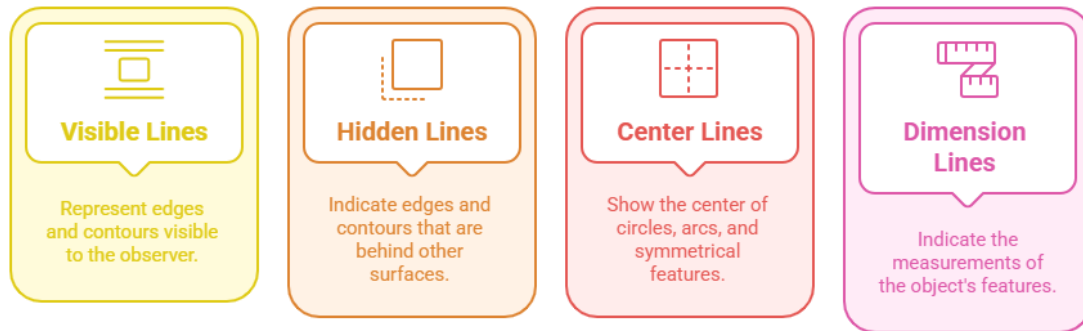 Visible Lines
Represent edges
and contours visible
to the observer.
Hidden Lines
Indicate edges and
contours that are
behind other
surfaces.
Center Lines
Show the center of
circles, arcs, and
symmetrical
features.
Dimension
Lines
Indicate the
measurements of
the object's features.